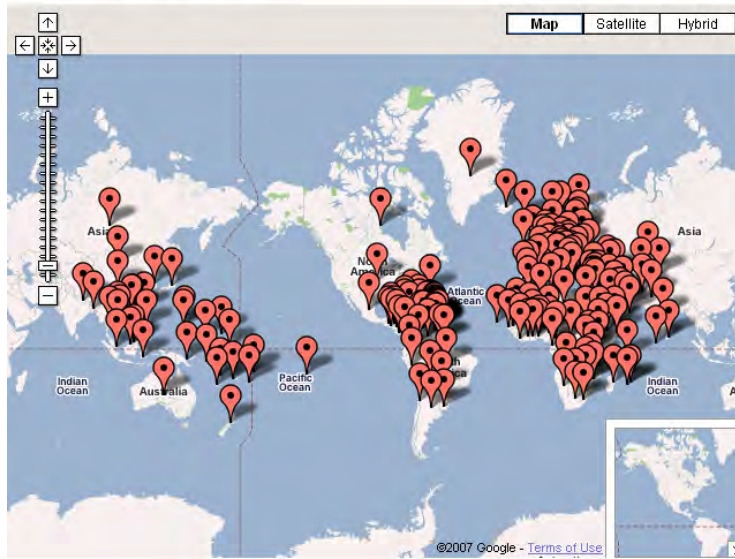 Map Satellite Hybrid
Asia
Asia
North
America
Atlantic
Ocean
Indian
Ocean
Australia
Pacific
Ocean
Indian
Ocean
©2007 Google - Terms of Use